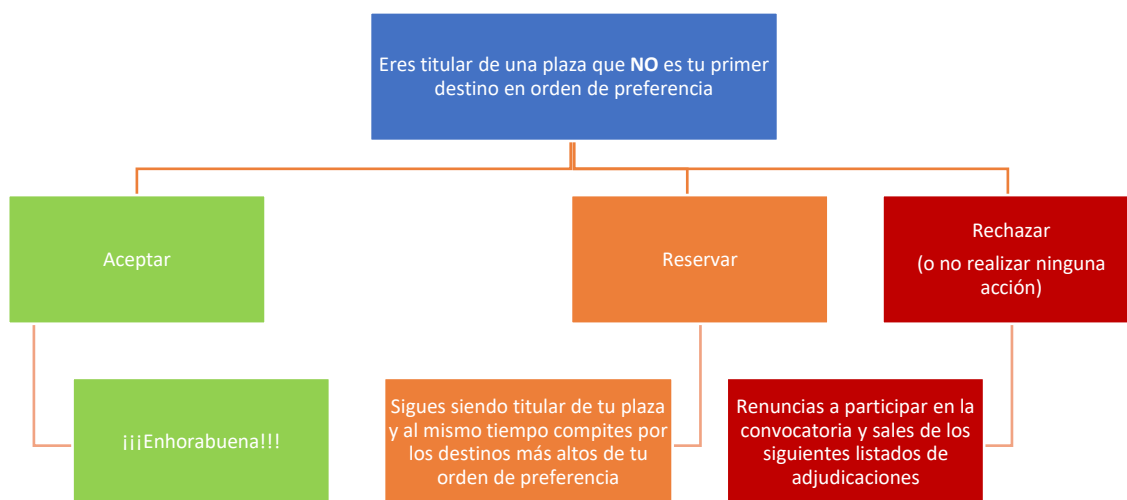 Eres titular de una plaza que NO es tu primer
destino en orden de preferencia
Aceptar
Reservar
Rechazar
(o no realizar ninguna
acción)
¡¡¡Enhorabuena!!!
Sigues siendo titular de tu plaza
y al mismo tiempo compites por
los destinos más altos de tu
orden de preferencia
Renuncias a participar en la
convocatoria y sales de los
siguientes listados de
adjudicaciones